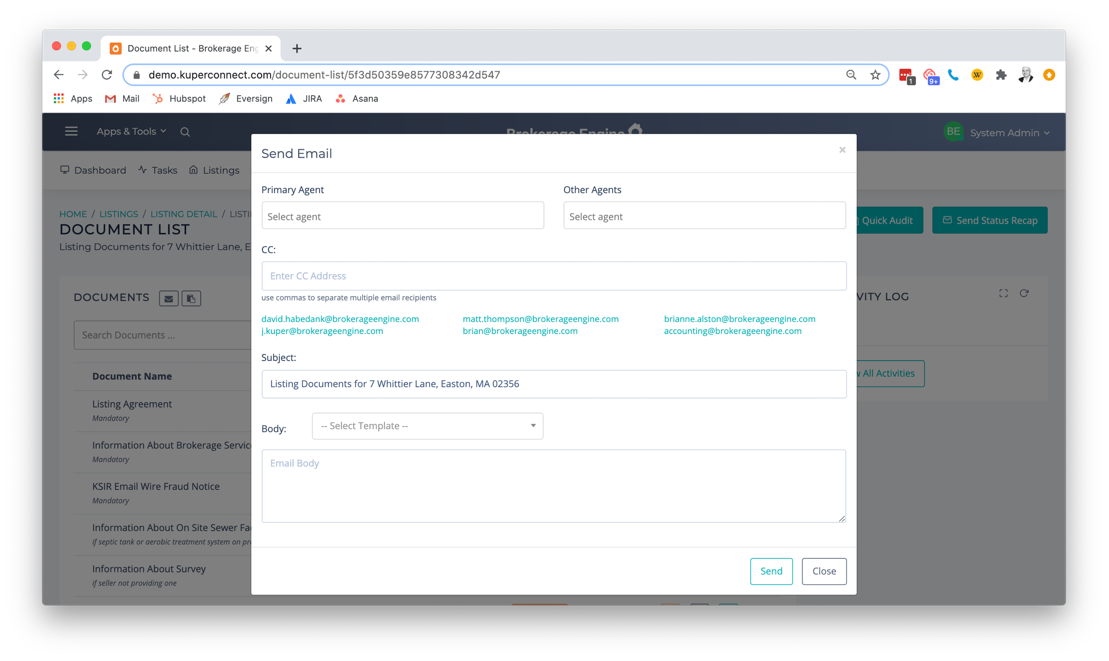 Document List - Brokerage Eng
demo.kuperconnect.com/document-list/5f3d50359e8577308342d547
1
9+
Apps Mail Hubspot Eversign JIRA Asana
Apps & Tools
Brokerage Engine
BE System Admin
Dashboard Tasks Listings
HOME / LISTINGS / LISTING DETAIL / LISTI
DOCUMENT LIST
Listing Documents for 7 Whittier Lane, E
Quick Audit
Send Status Recap
DOCUMENTS
Search Documents ...
Document Name
Listing Agreement
Mandatory
Information About Brokerage Servic
Mandatory
KSIR Email Wire Fraud Notice
Mandatory
Information About On Site Sewer Fa
if septic tank or aerobic treatment system on pr
Information About Survey
if seller not providing one
VITY LOG
w All Activities
Send Email
×
Primary Agent Other Agents
Select agent Select agent
CC:
Enter CC Address
use commas to separate multiple email recipients
david.habedank@brokerageengine.com matt.thompson@brokerageengine.com brianne.alston@brokerageengine.com
j.kuper@brokerageengine.com brian@brokerageengine.com accounting@brokerageengine.com
Subject:
Listing Documents for 7 Whittier Lane, Easton, MA 02356
Body: -- Select Template --
Email Body
Send Close